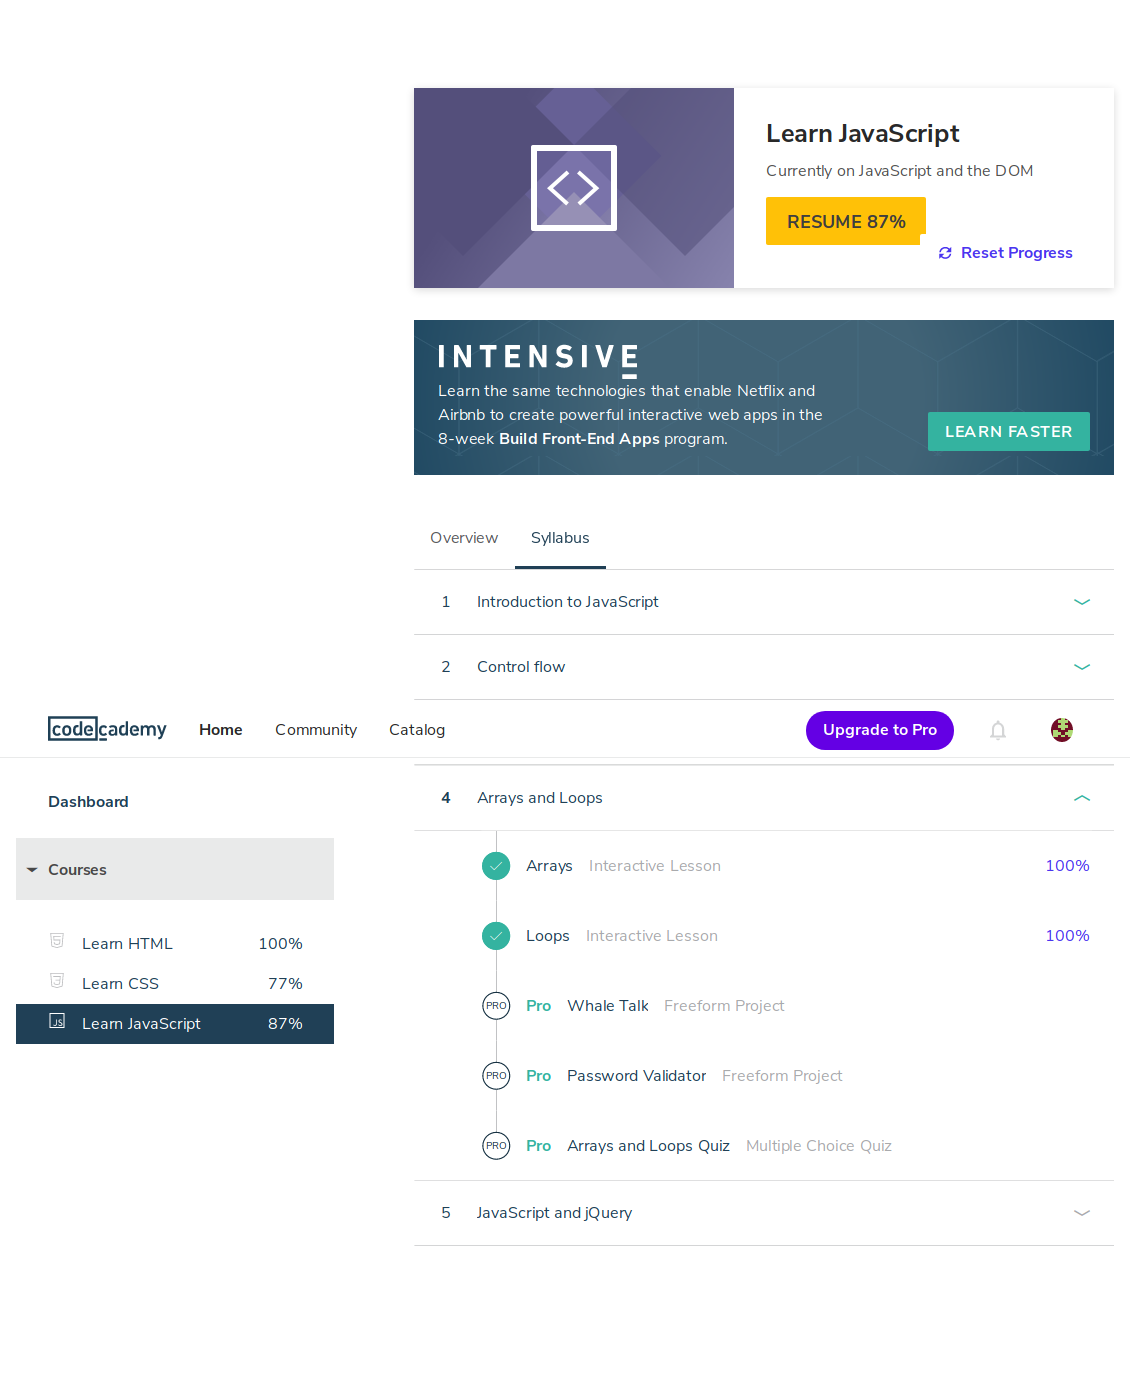 Learn JavaScript
Currently on JavaScript and the DOM
RESUME 87%
Reset Progress
INTENSIVE
Learn the same technologies that enable Netflix and
Airbnb to create powerful interactive web apps in the
8-week Build Front-End Apps program.
LEARN FASTER
Overview Syllabus
1 Introduction to JavaScript
2 Control flow
codecademy Home Community Catalog Upgrade to Pro
Dashboard
Courses
Learn HTML 100%
Learn CSS 77%
JS Learn JavaScript 87%
4 Arrays and Loops
Arrays Interactive Lesson 100%
Loops Interactive Lesson 100%
PRO Pro Whale Talk Freeform Project
PRO Pro Password Validator Freeform Project
PRO Pro Arrays and Loops Quiz Multiple Choice Quiz
5 JavaScript and jQuery